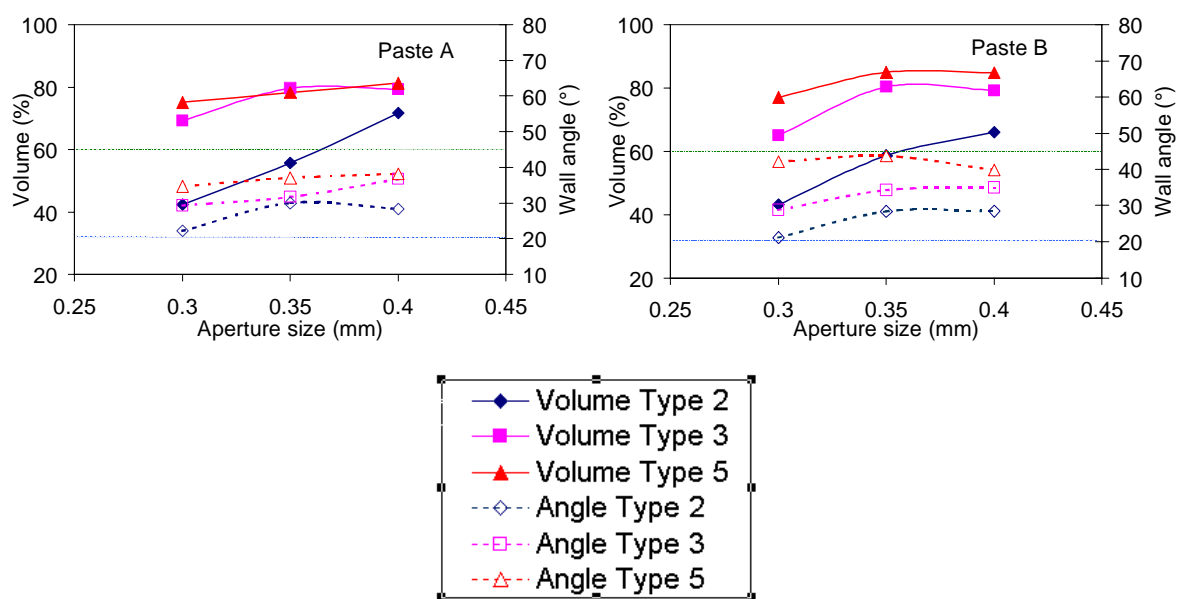 Paste A
Volume (%)
100
80
60
40
20
Wall angle (°)
80
70
60
50
40
30
20
10
0.25 0.3 0.35 0.4 0.45
Aperture size (mm)
Paste B
Volume (%)
100
80
60
40
20
Wall angle (°)
80
70
60
50
40
30
20
10
0.25 0.3 0.35 0.4 0.45
Aperture size (mm)
Volume Type 2
Volume Type 3
Volume Type 5
Angle Type 2
Angle Type 3
Angle Type 5